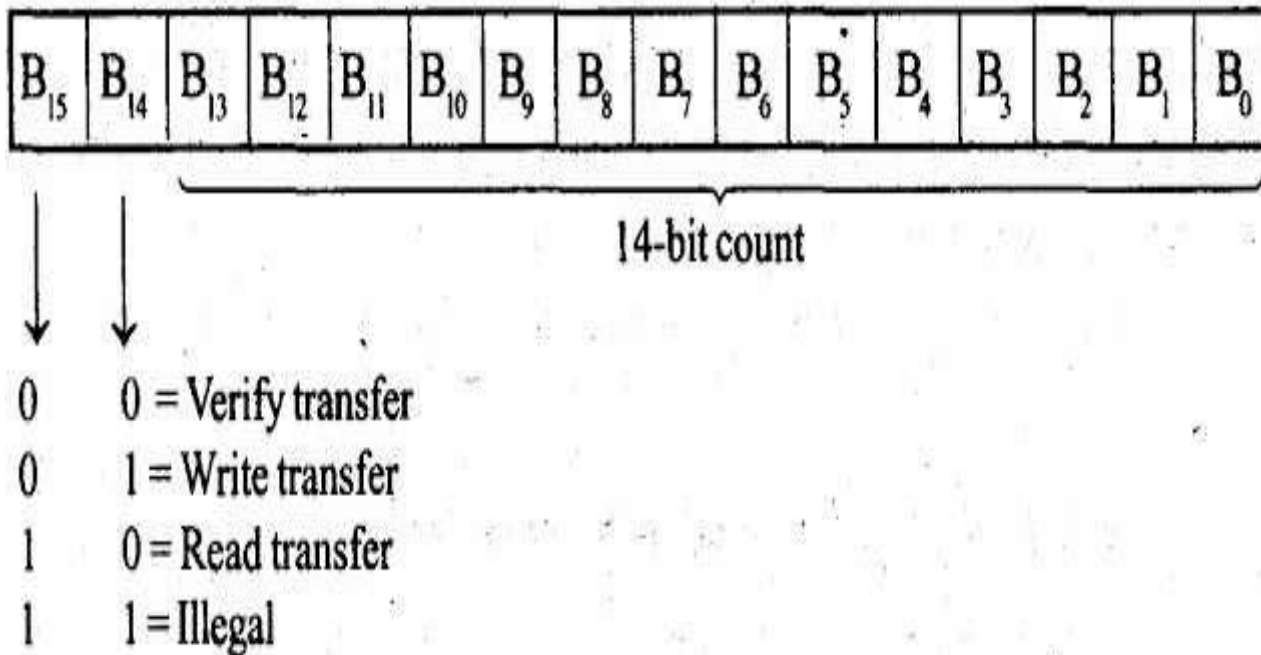 B₁₅ B₁₄ B₁₃ B₁₂ B₁₁ B₁₀ B₉ B₈ B₇ B₆ B₅ B₄ B₃ B₂ B₁ B₀
14-bit count
0 0 = Verify transfer
0 1 = Write transfer
1 0 = Read transfer
1 1 = Illegal